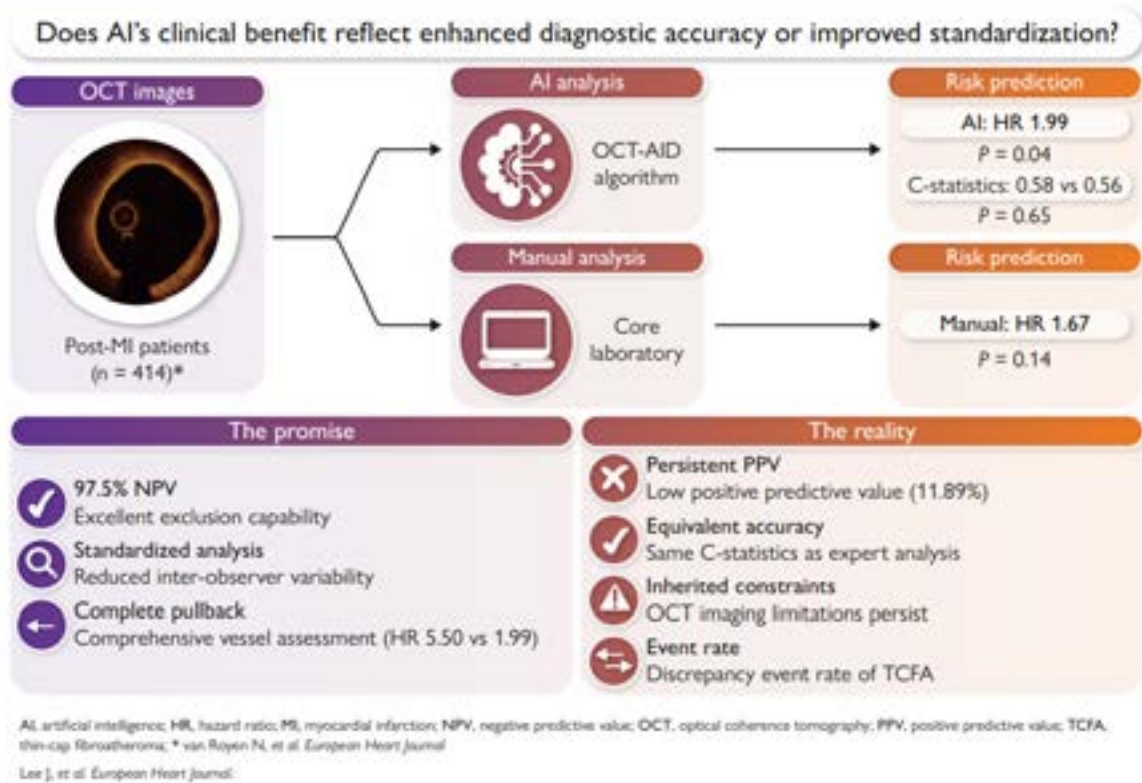 Does AI's clinical benefit reflect enhanced diagnostic accuracy or improved standardization?
OCT images
Post-MI patients
(n = 414)*
AI analysis
OCT-AID
algorithm
Risk prediction
AI: HR 1.99
P = 0.04
C-statistics: 0.58 vs 0.56
P = 0.65
Manual analysis
Core
laboratory
Risk prediction
Manual: HR 1.67
P = 0.14
The promise
97.5% NPV
Excellent exclusion capability
Standardized analysis
Reduced inter-observer variability
Complete pullback
Comprehensive vessel assessment (HR 5.50 vs 1.99)
The reality
Persistent PPV
Low positive predictive value (11.89%)
Equivalent accuracy
Same C-statistics as expert analysis
Inherited constraints
OCT imaging limitations persist
Event rate
Discrepancy event rate of TCFA
AI, artificial intelligence; HR, hazard ratio; MI, myocardial infarction; NPV, negative predictive value; OCT, optical coherence tomography; PPV, positive predictive value; TCFA,
thin-cap fibroatheroma; * van Royen N, et al. European Heart Journal
Lee J, et al. European Heart Journal.